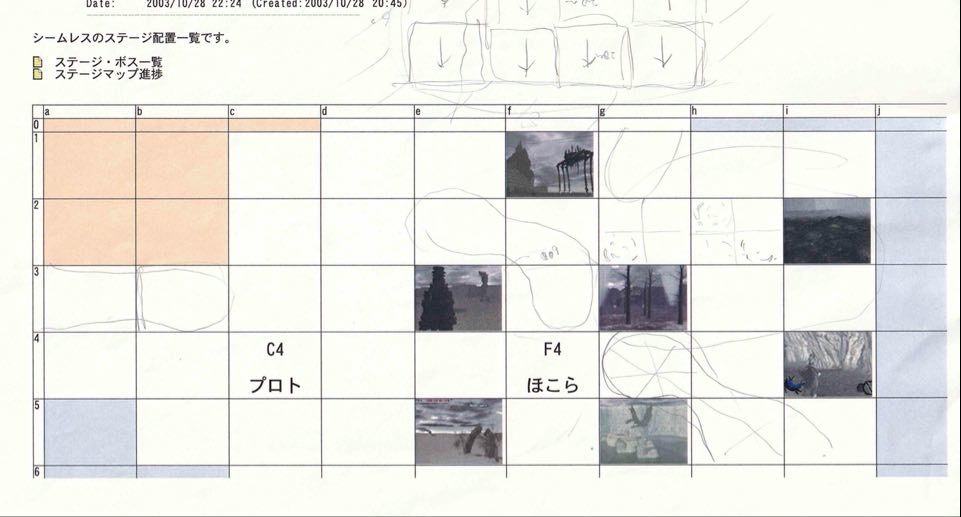 Date: 2003/10/28 22:24 (Created:2003/10/28 20:45)
シームレスのステージ配置一覧です。
ステージ・ボス一覧
ステージマップ進捗
a b c d e f g h i j
0
1
2
3
4
C4 F4
プロト ほこら
5
6